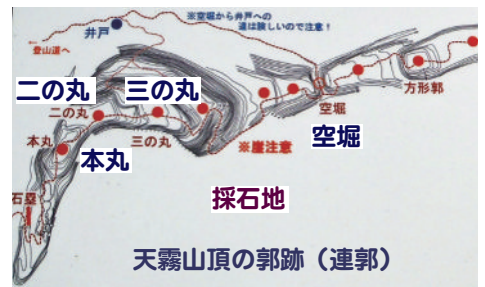 ※空堀から井戸への
道は険しいので注意！
井戸
登山道へ
二の丸
三の丸
二の丸
三の丸
本丸
本丸
石塁
※崖注意
空堀
空堀
方形郭
採石地
天霧山頂の郭跡（連郭）